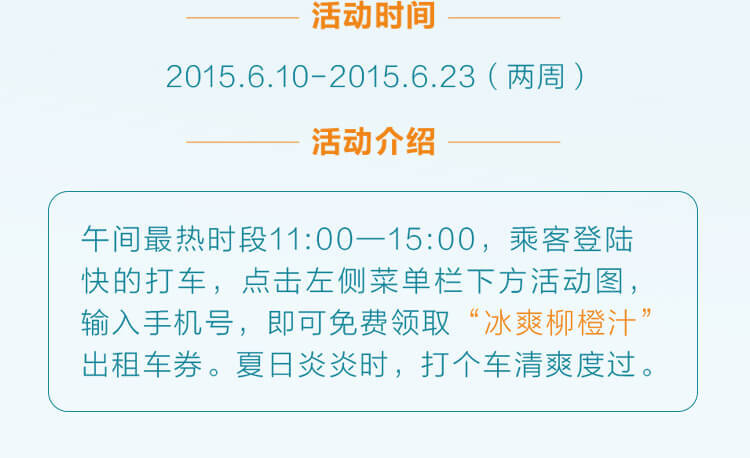 活动时间
2015.6.10-2015.6.23（两周）
活动介绍
午间最热时段11:00—15:00，乘客登陆
快的打车，点击左侧菜单栏下方活动图，
输入手机号，即可免费领取“冰爽柳橙汁”
出租车券。夏日炎炎时，打个车清爽度过。